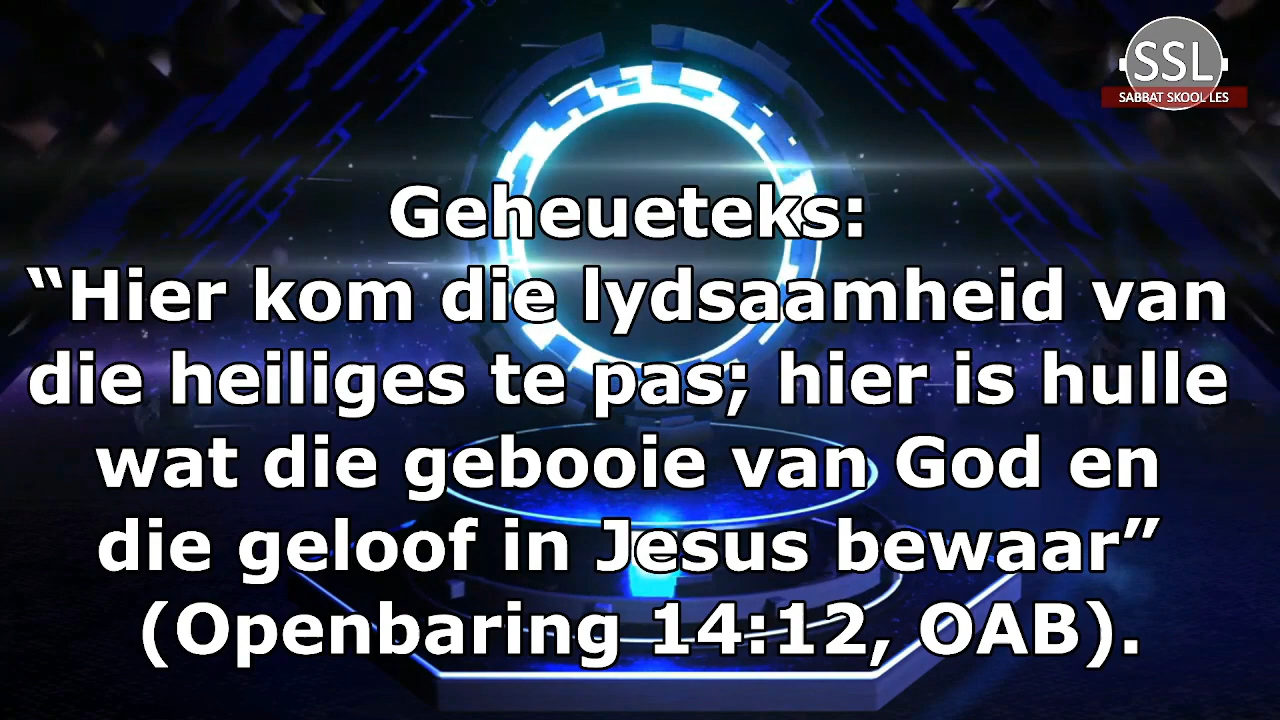 SSL
SABBAT SKOOL LES
Geheueteks:
“Hier kom die lydsaamheid van
die heiliges te pas; hier is hulle
wat die gebooie van God en
die geloof in Jesus bewaar”
(Openbaring 14:12, OAB).